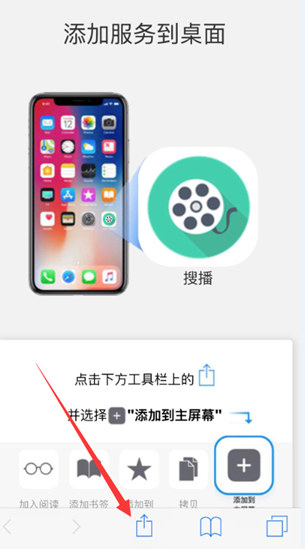 添加服务到桌面
搜播
点击下方工具栏上的
并选择 "添加到主屏幕"
加入阅读 添加书签 添加到 拷贝 添加到
主屏幕